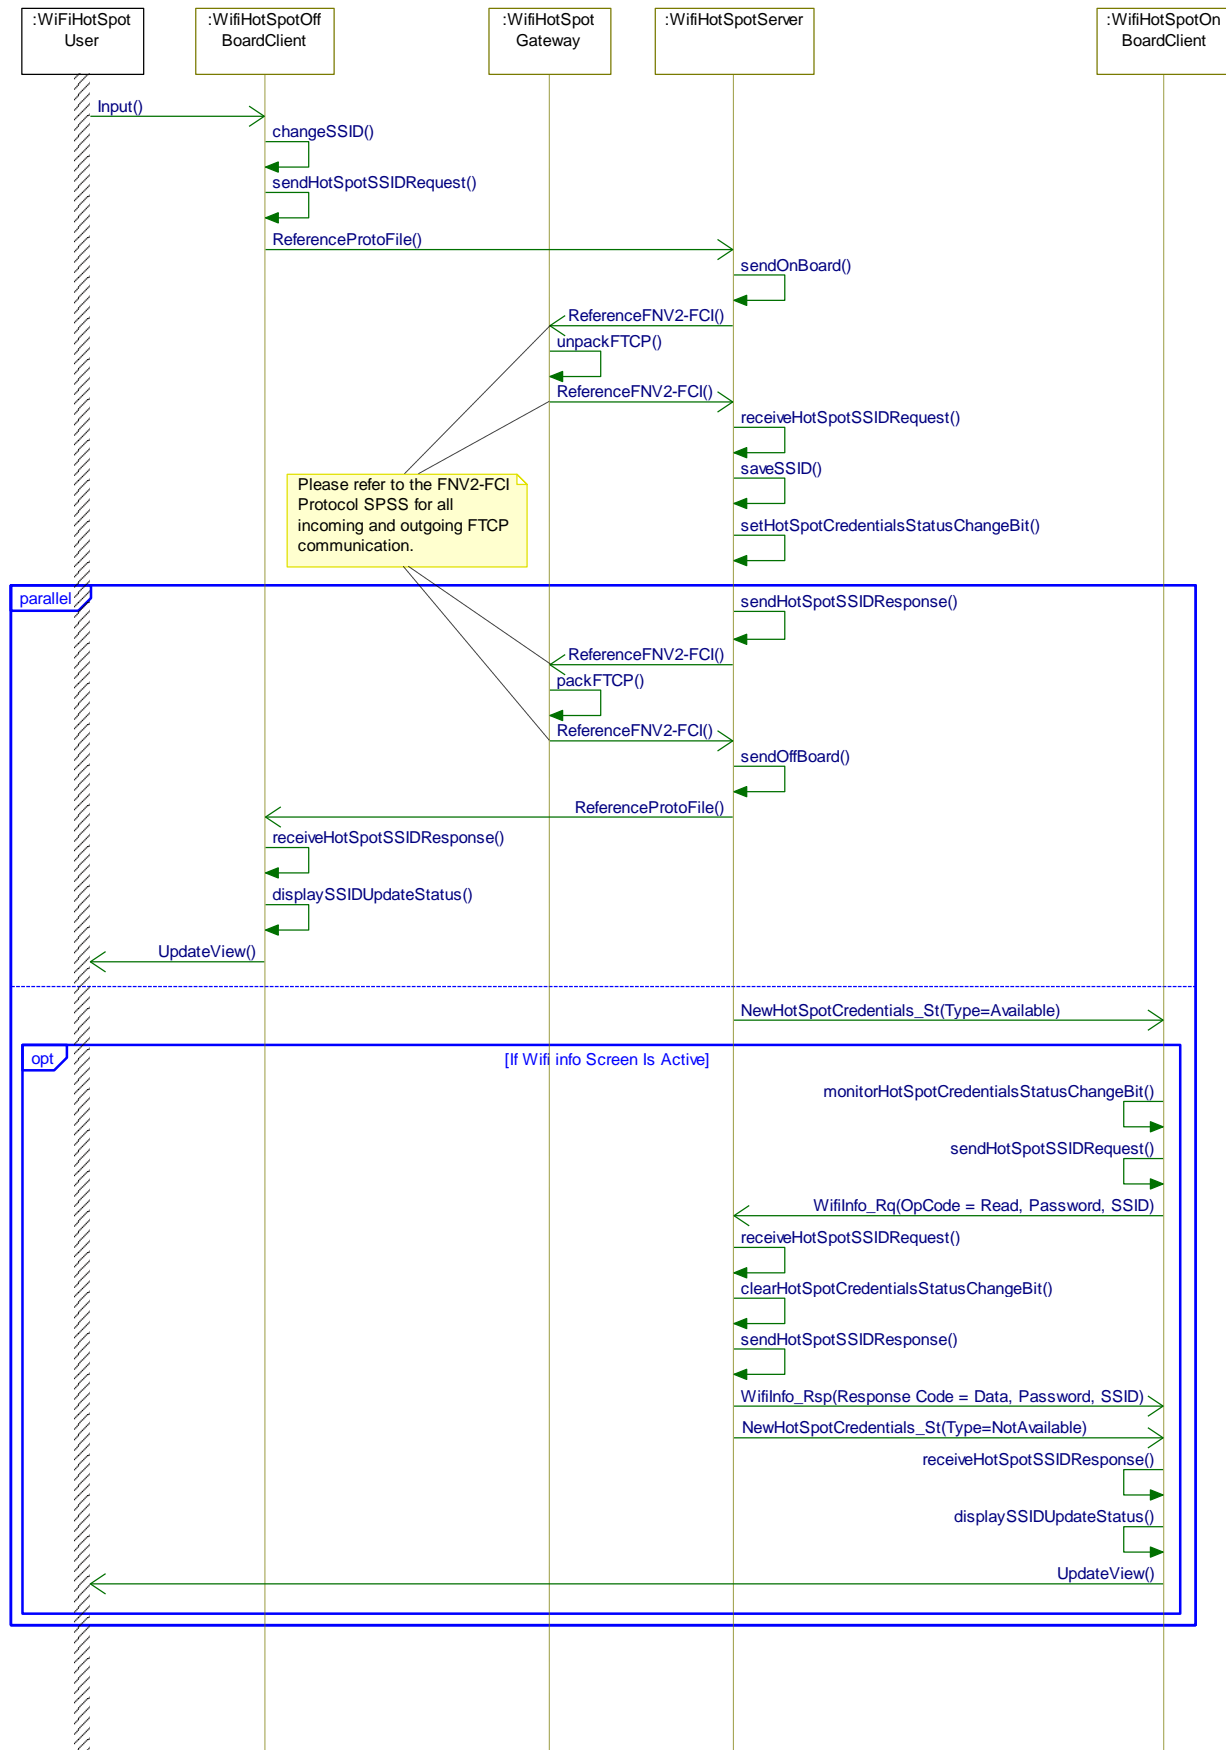 :WiFiHotSpot
User
:WifiHotSpotOff
BoardClient
:WifiHotSpot
Gateway
:WifiHotSpotServer
:WifiHotSpotOn
BoardClient
Input()
changeSSID()
sendHotSpotSSIDRequest()
ReferenceProtoFile()
sendOnBoard()
ReferenceFNV2-FCI()
unpackFTCP()
ReferenceFNV2-FCI()
receiveHotSpotSSIDRequest()
saveSSID()
Please refer to the FNV2-FCI
Protocol SPSS for all
incoming and outgoing FTCP
communication.
setHotSpotCredentialsStatusChangeBit()
parallel
sendHotSpotSSIDResponse()
ReferenceFNV2-FCI()
packFTCP()
ReferenceFNV2-FCI()
sendOffBoard()
ReferenceProtoFile()
receiveHotSpotSSIDResponse()
displaySSIDUpdateStatus()
UpdateView()
NewHotSpotCredentials_St(Type=Available)
opt
[If Wifi info Screen Is Active]
monitorHotSpotCredentialsStatusChangeBit()
sendHotSpotSSIDRequest()
WifiInfo_Rq(OpCode = Read, Password, SSID)
receiveHotSpotSSIDRequest()
clearHotSpotCredentialsStatusChangeBit()
sendHotSpotSSIDResponse()
WifiInfo_Rsp(Response Code = Data, Password, SSID)
NewHotSpotCredentials_St(Type=NotAvailable)
receiveHotSpotSSIDResponse()
displaySSIDUpdateStatus()
UpdateView()